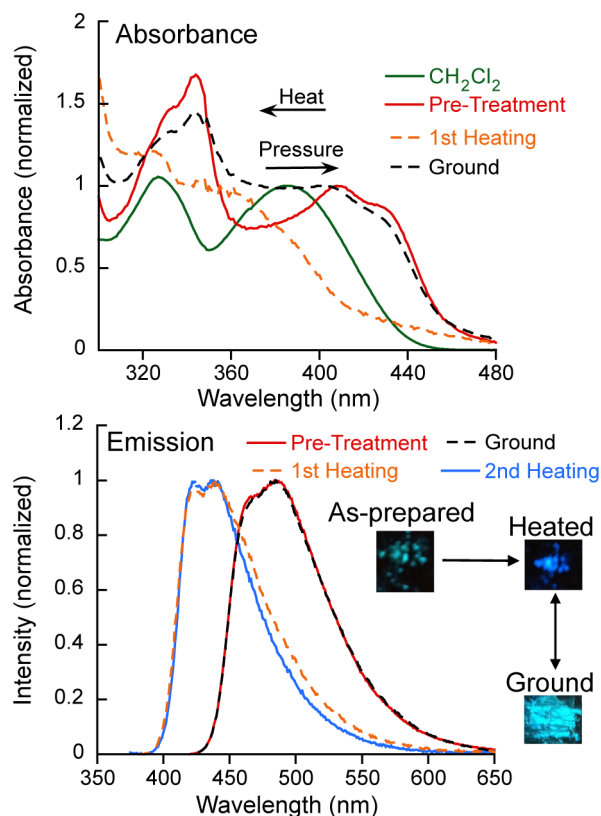 Absorbance
2
1.5
1
0.5
0
320 360 400 440 480
Absorbance (normalized)
Wavelength (nm)
Heat
Pressure
CH₂Cl₂
Pre-Treatment
1st Heating
Ground
Emission
1.2
1
0.8
0.6
0.4
0.2
0
350 400 450 500 550 600 650
Intensity (normalized)
Wavelength (nm)
Pre-Treatment
Ground
1st Heating
2nd Heating
As-prepared
Heated
Ground